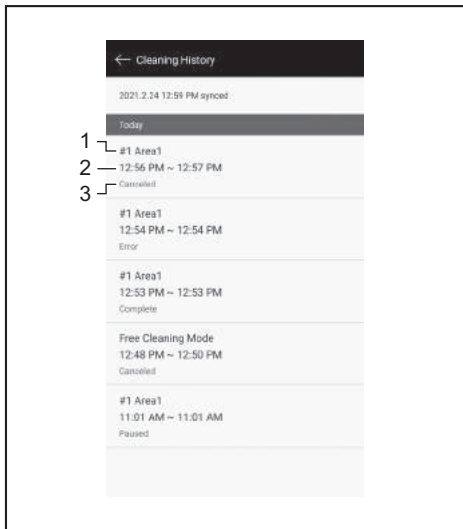 ← Cleaning History
2021.2.24 12:59 PM synced
Today
1
#1 Area1
2
12:56 PM ~ 12:57 PM
3
Canceled
#1 Area1
12:54 PM ~ 12:54 PM
Error
#1 Area1
12:53 PM ~ 12:53 PM
Complete
Free Cleaning Mode
12:48 PM ~ 12:50 PM
Canceled
#1 Area1
11:01 AM ~ 11:01 AM
Paused